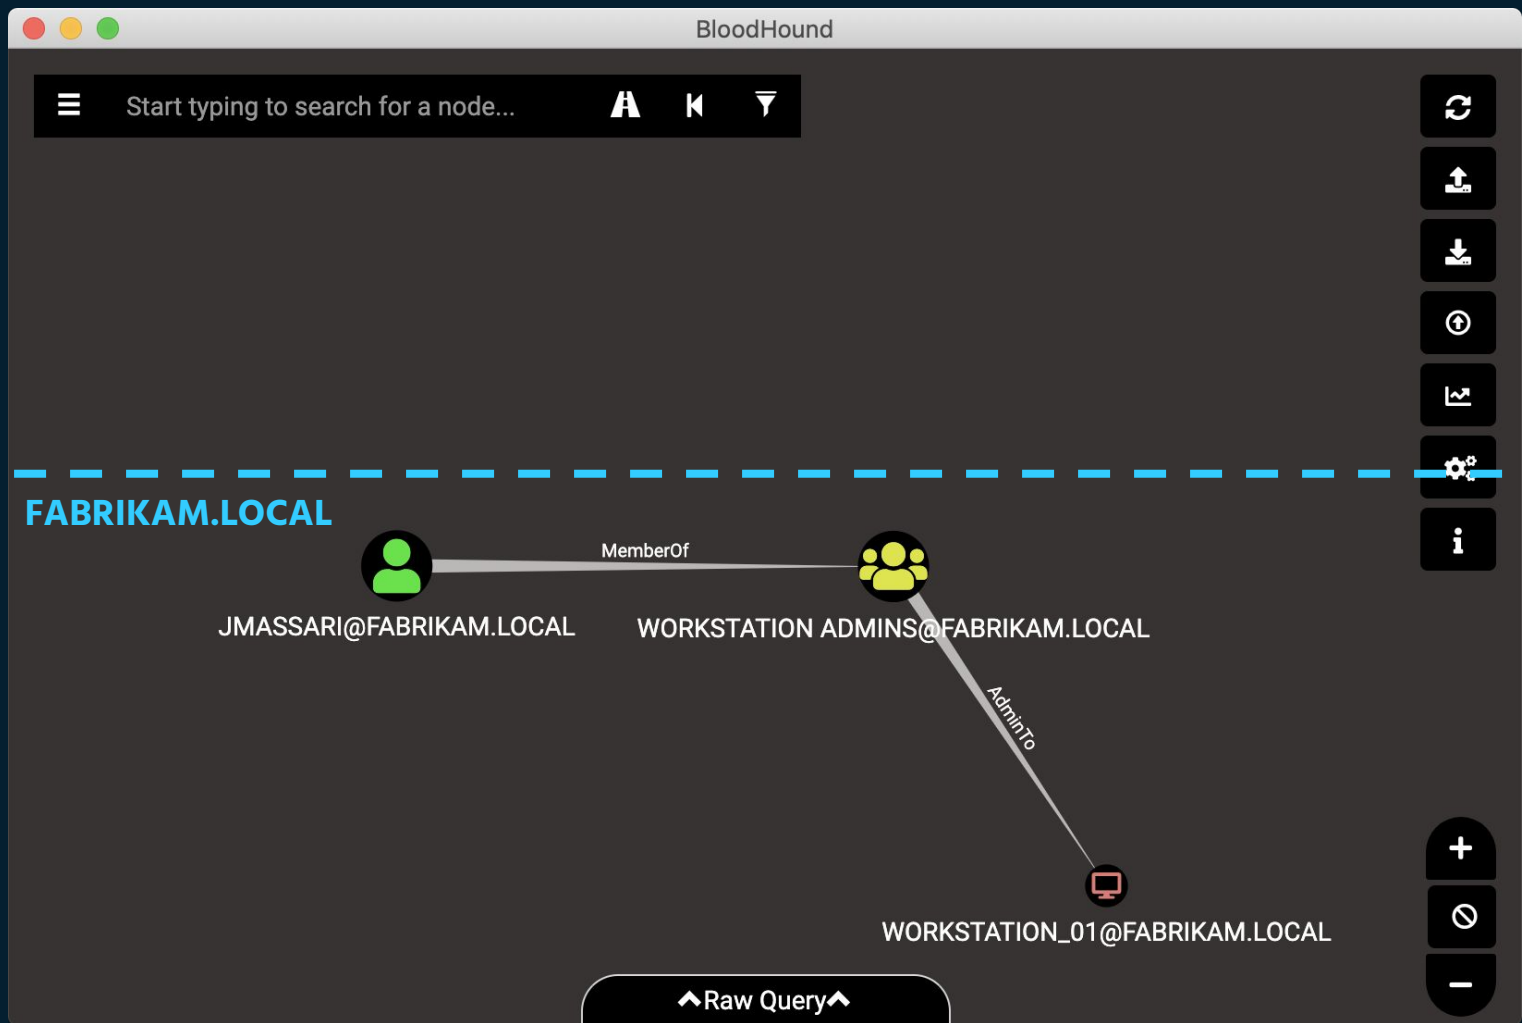 BloodHound
Start typing to search for a node...
FABRIKAM.LOCAL
MemberOf
JMASSARI@FABRIKAM.LOCAL
WORKSTATION ADMINS@FABRIKAM.LOCAL
AdminTo
WORKSTATION_01@FABRIKAM.LOCAL
Raw Query